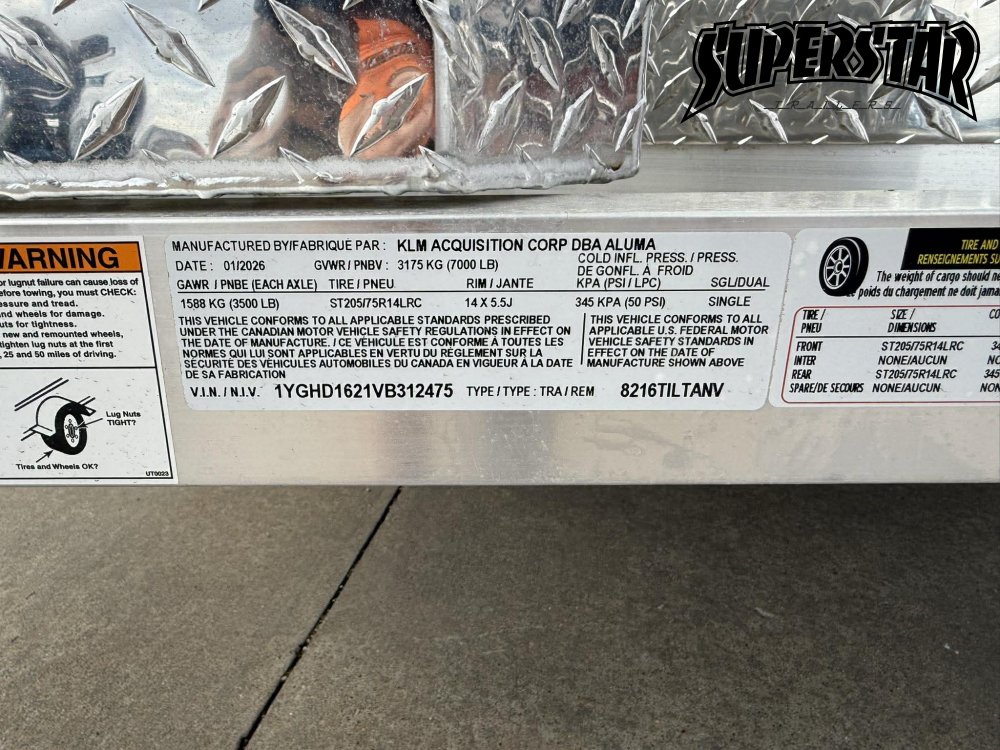 SUPERSTAR
TRAILERS
WARNING
or lugnut failure can cause loss of
before towing, you must CHECK:
pressure and tread.
and wheels for damage.
nuts for tightness.
new and remounted wheels,
tighten lug nuts at the first
, 25 and 50 miles of driving.
Lug Nuts
TIGHT?
Tires and Wheels OK?
UT0023
MANUFACTURED BY/FABRIQUE PAR : KLM ACQUISITION CORP DBA ALUMA
DATE : 01/2026 GVWR / PNBV : 3175 KG (7000 LB) COLD INFL. PRESS. / PRESS.
DE GONFL. À FROID
GAWR / PNBE (EACH AXLE) TIRE / PNEU RIM / JANTE KPA (PSI / LPC) SGL/DUAL
1588 KG (3500 LB) ST205/75R14LRC 14 X 5.5J 345 KPA (50 PSI) SINGLE
THIS VEHICLE CONFORMS TO ALL APPLICABLE STANDARDS PRESCRIBED
UNDER THE CANADIAN MOTOR VEHICLE SAFETY REGULATIONS IN EFFECT ON
THE DATE OF MANUFACTURE. / CE VÉHICULE EST CONFORME À TOUTES LES
NORMES QUI LUI SONT APPLICABLES EN VERTU DU RÈGLEMENT SUR LA
SÉCURITÉ DES VÉHICULES AUTOMOBILES DU CANADA EN VIGUEUR À LA DATE
DE SA FABRICATION
THIS VEHICLE CONFORMS TO ALL
APPLICABLE U.S. FEDERAL MOTOR
VEHICLE SAFETY STANDARDS IN
EFFECT ON THE DATE OF
MANUFACTURE SHOWN ABOVE
V.I.N. / N.I.V. 1YGHD1621VB312475 TYPE / TYPE : TRA / REM 8216TILTANV
TIRE AND
RENSEIGNEMENTS SU
The weight of cargo should ne
poids du chargement ne doit jama
TIRE / SIZE / CO
PNEU DIMENSIONS
FRONT ST205/75R14LRC 34
INTER NONE/AUCUN NO
REAR ST205/75R14LRC 345
SPARE/DE SECOURS NONE/AUCUN NON